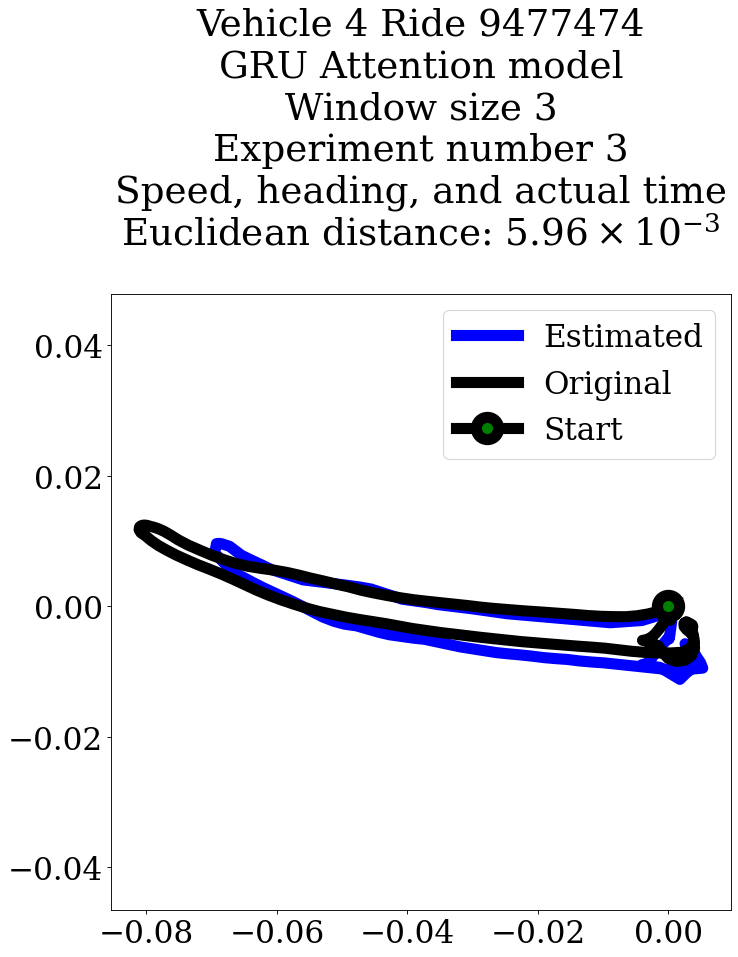 Vehicle 4 Ride 9477474
GRU Attention model
Window size 3
Experiment number 3
Speed, heading, and actual time
Euclidean distance: 5.96 × 10⁻³
Estimated
Original
Start
0.04
0.02
0.00
−0.02
−0.04
−0.08 −0.06 −0.04 −0.02 0.00